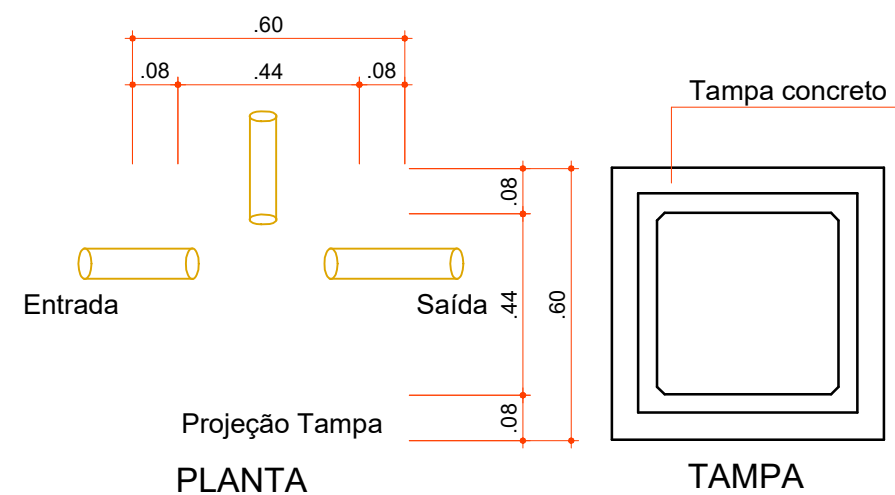 .60
.08
.44
.08
Tampa concreto
.08
Entrada
Saída
.44
.60
.08
Projeção Tampa
PLANTA
TAMPA